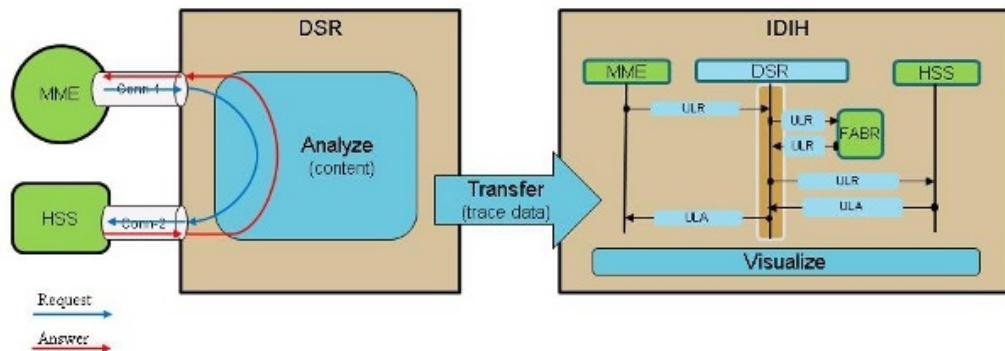 DSR
IDIH
MME
Conn-1
Analyze
(content)
HSS
Conn-2
Transfer
(trace data)
MME
DSR
HSS
ULR
ULR
FABR
ULR
ULR
ULA
ULA
Visualize
Request
Answer